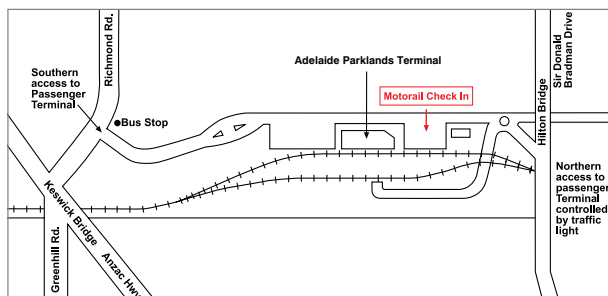 Richmond Rd.
Southern
access to
Passenger
Terminal
Bus Stop
Adelaide Parklands Terminal
Motorail Check In
Hilton Bridge
Sir Donald
Bradman Drive
Northern
access to
passenger
Terminal
controlled
by traffic
light
Keswick Bridge
Anzac Hwy
Greenhill Rd.